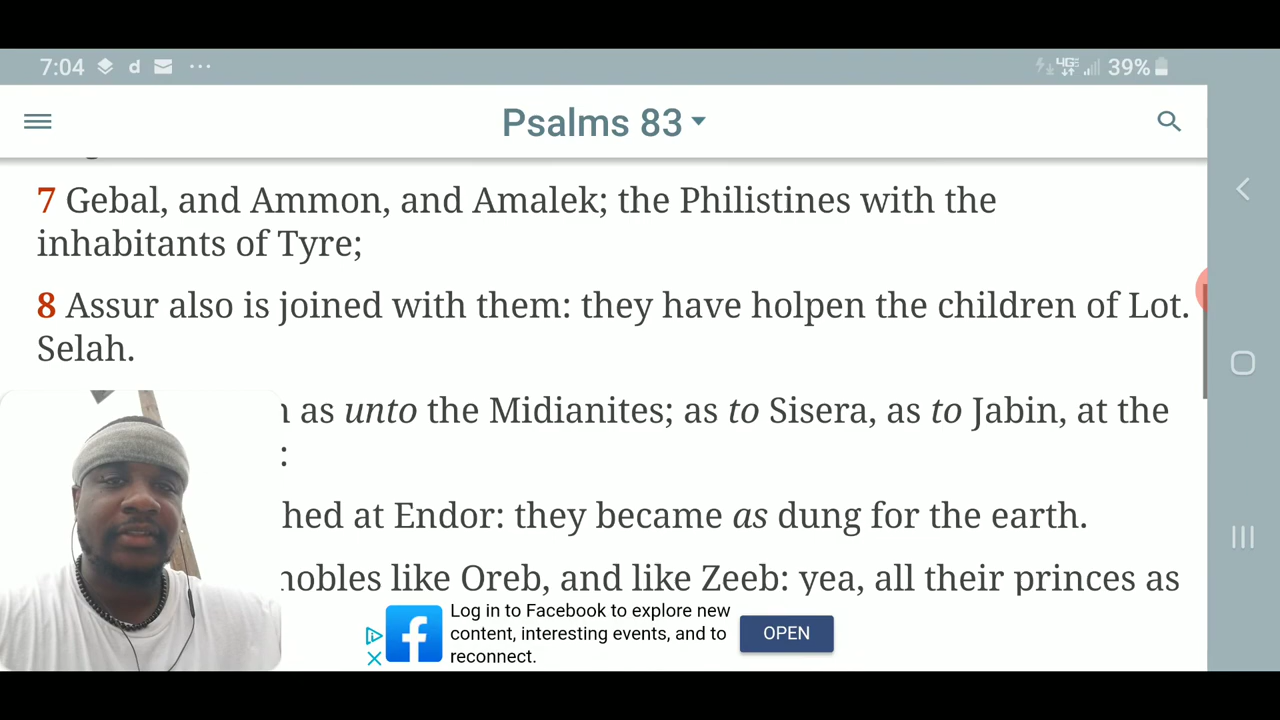 7:04 d ... 4G 39%
Psalms 83
7 Gebal, and Ammon, and Amalek; the Philistines with the
inhabitants of Tyre;
8 Assur also is joined with them: they have holpen the children of Lot.
Selah.
as unto the Midianites; as to Sisera, as to Jabin, at the
:
hed at Endor: they became as dung for the earth.
nobles like Oreb, and like Zeeb: yea, all their princes as
Log in to Facebook to explore new
content, interesting events, and to
reconnect.
OPEN